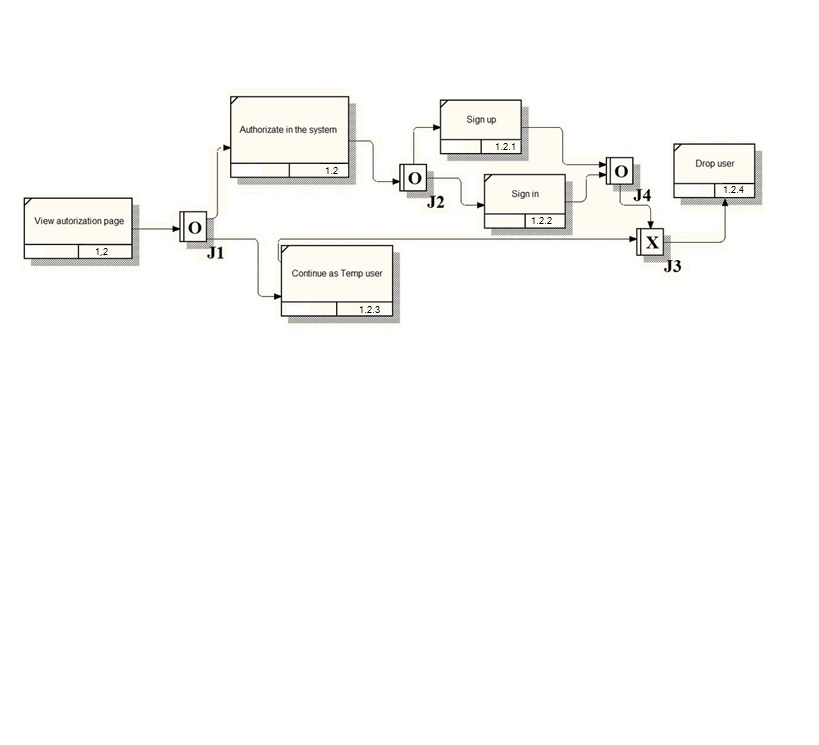 View autorization page
1,2
O
J1
Authorizate in the system
1.2
Continue as Temp user
1.2.3
O
J2
Sign up
1.2.1
Sign in
1.2.2
O
J4
X
J3
Drop user
1.2.4